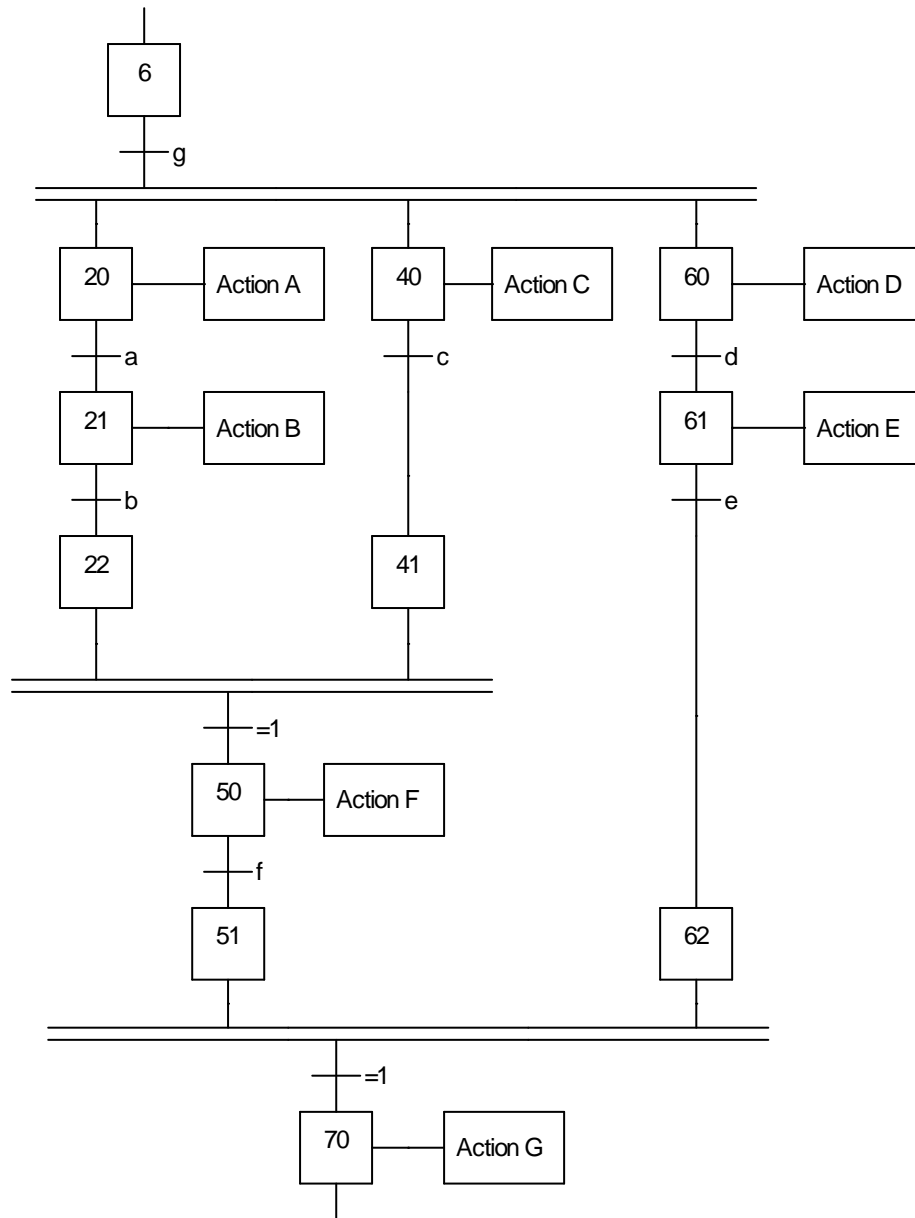 6
g
20 Action A 40 Action C 60 Action D
a c d
21 Action B 61 Action E
b e
22 41
=1
50 Action F
f
51 62
=1
70 Action G